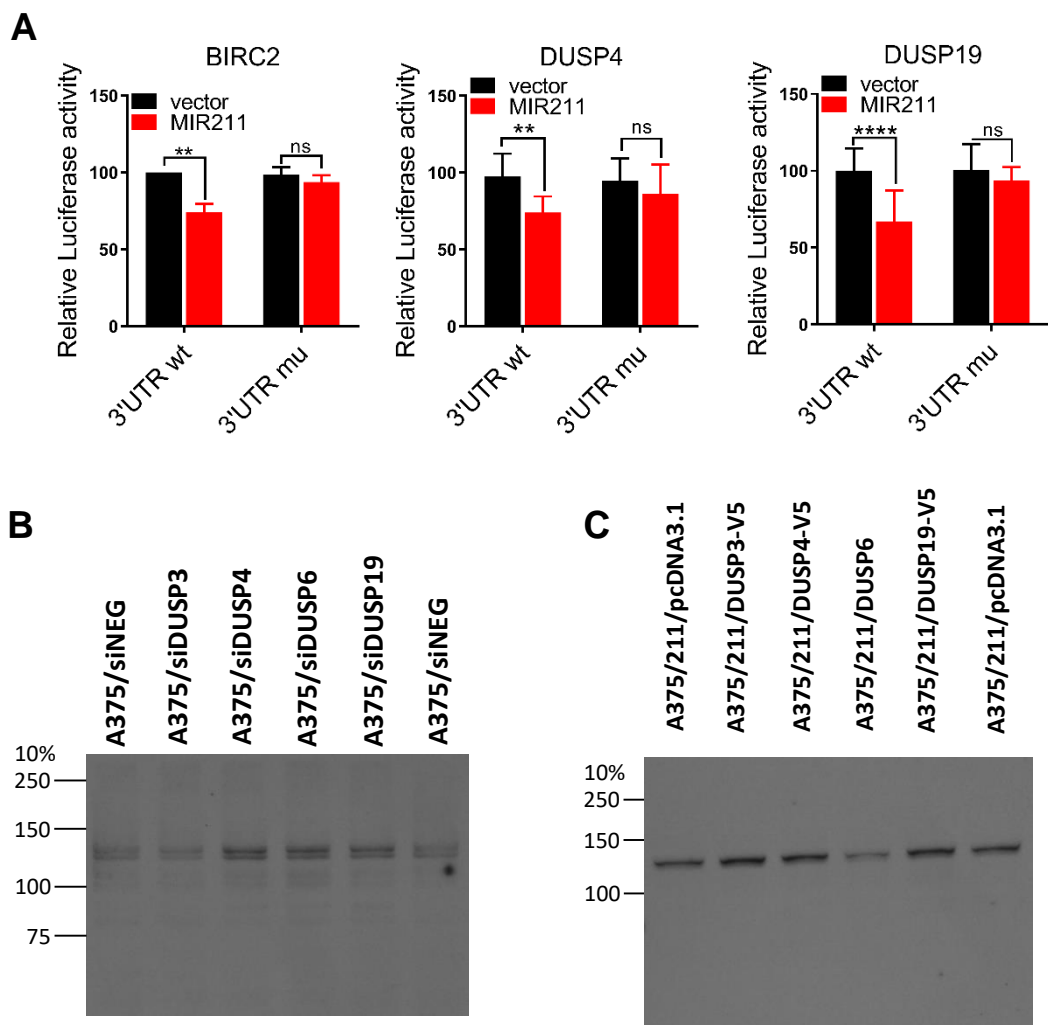 A
BIRC2
Relative Luciferase activity
150
100
50
0
vector
MIR211
**
ns
3'UTR wt
3'UTR mu
DUSP4
Relative Luciferase activity
150
100
50
0
vector
MIR211
**
ns
3'UTR wt
3'UTR mu
DUSP19
Relative Luciferase activity
150
100
50
0
vector
MIR211
****
ns
3'UTR wt
3'UTR mu
B
A375/siNEG
A375/siDUSP3
A375/siDUSP4
A375/siDUSP6
A375/siDUSP19
A375/siNEG
10%
250
150
100
75
C
A375/211/pcDNA3.1
A375/211/DUSP3-V5
A375/211/DUSP4-V5
A375/211/DUSP6
A375/211/DUSP19-V5
A375/211/pcDNA3.1
10%
250
150
100